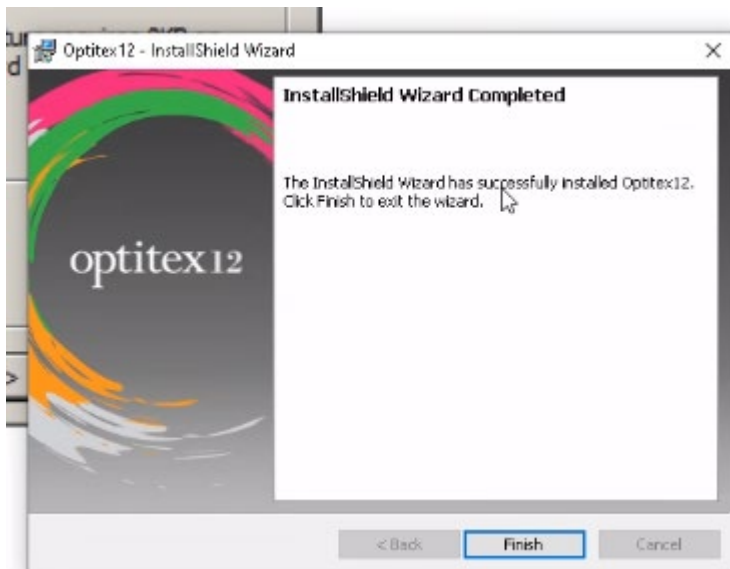 Optitex12 - InstallShield Wizard
InstallShield Wizard Completed
The InstallShield Wizard has successfully installed Optitex12.
Click Finish to exit the wizard.
optitex12
< Back Finish Cancel